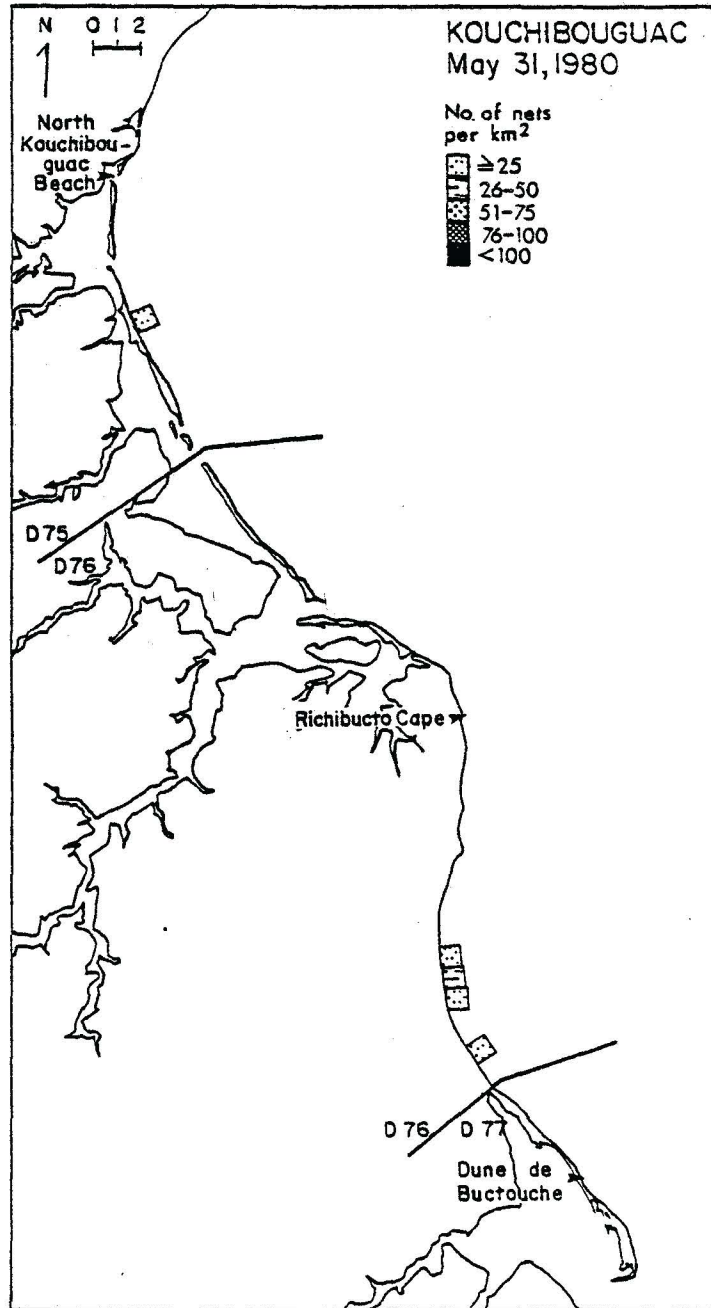 N 0 1 2
KOUCHIBOUGUAC
May 31, 1980
No. of nets
per km²
≧25
26-50
51-75
76-100
<100
North
Kouchibou-
guac
Beach
D75
D76
Richibucto Cape
D 76 D 77
Dune de
Buctouche